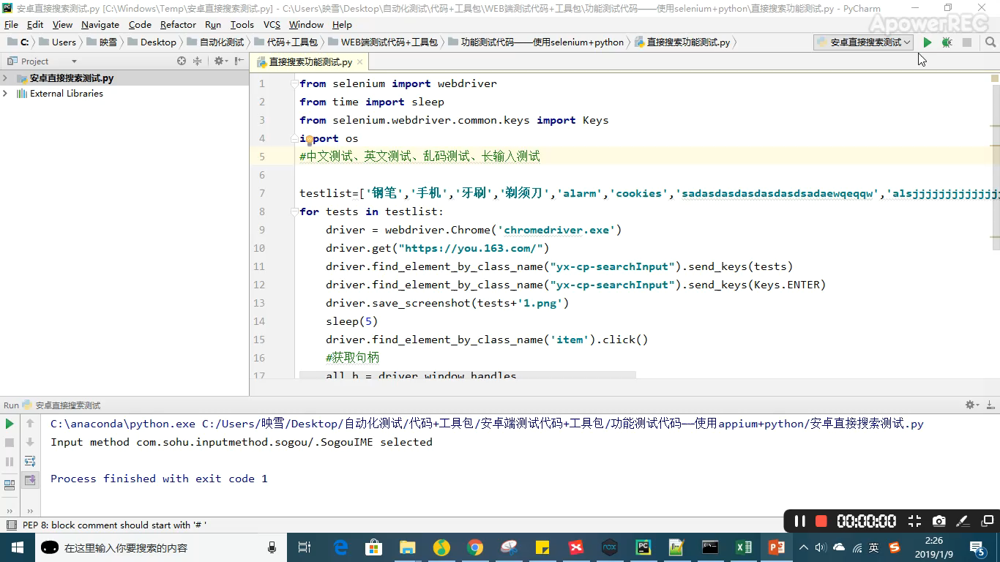 安卓直接搜索测试.py [C:\Windows\Temp\安卓直接搜索测试.py] - C:\Users\映雪\Desktop\自动化测试\代码+工具包\WEB端测试代码+工具包\功能测试代码——使用selenium+python\直接搜索功能测试.py - PyCharm
ApowerREC
File Edit View Navigate Code Refactor Run Tools VCS Window Help
C: Users 映雪 Desktop 自动化测试 代码+工具包 WEB端测试代码+工具包 功能测试代码——使用selenium+python 直接搜索功能测试.py 安卓直接搜索测试
Project 直接搜索功能测试.py
安卓直接搜索测试.py
External Libraries
1 from selenium import webdriver
2 from time import sleep
3 from selenium.webdriver.common.keys import Keys
4 import os
5 #中文测试、英文测试、乱码测试、长输入测试
6
7 testlist=['钢笔','手机','牙刷','剃须刀','alarm','cookies','sadasdasdasdasdasdsadaewqeqqw','alsjjjjjjjjjjjjj
8 for tests in testlist:
9 driver = webdriver.Chrome('chromedriver.exe')
10 driver.get("https://you.163.com/")
11 driver.find_element_by_class_name("yx-cp-searchInput").send_keys(tests)
12 driver.find_element_by_class_name("yx-cp-searchInput").send_keys(Keys.ENTER)
13 driver.save_screenshot(tests+'1.png')
14 sleep(5)
15 driver.find_element_by_class_name('item').click()
16 #获取句柄
17 all_h = driver.window_handles
Run 安卓直接搜索测试
C:\anaconda\python.exe C:/Users/映雪/Desktop/自动化测试/代码+工具包/安卓端测试代码+工具包/功能测试代码——使用appium+python/安卓直接搜索测试.py
Input method com.sohu.inputmethod.sogou/.SogouIME selected
Process finished with exit code 1
PEP 8: block comment should start with '# '
00:00:00
在这里输入你要搜索的内容
nox
PC
英
2:26
2019/1/9
5